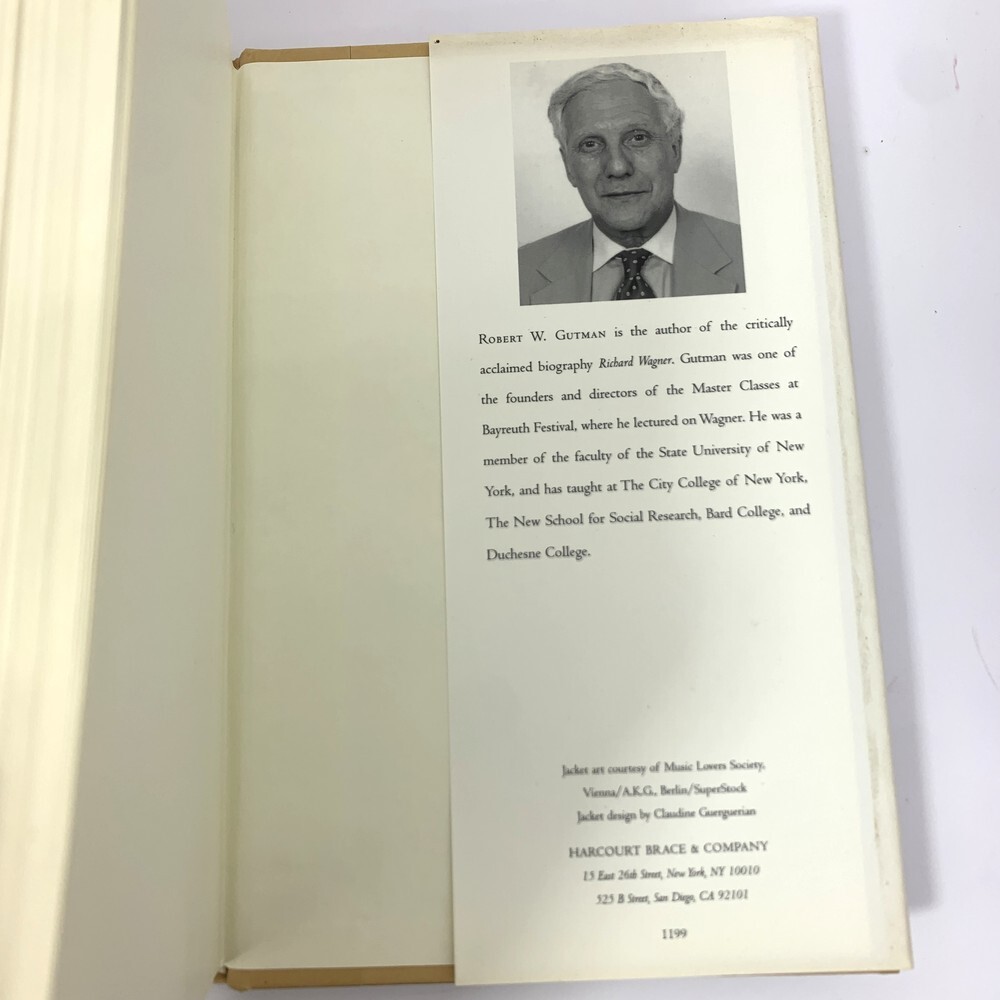 ROBERT W. GUTMAN is the author of the critically
acclaimed biography Richard Wagner. Gutman was one of
the founders and directors of the Master Classes at
Bayreuth Festival, where he lectured on Wagner. He was a
member of the faculty of the State University of New
York, and has taught at The City College of New York,
The New School for Social Research, Bard College, and
Duchesne College.
Jacket art courtesy of Music Lovers Society,
Vienna/A.K.G., Berlin/SuperStock
Jacket design by Claudine Guerguerian
HARCOURT BRACE & COMPANY
15 East 26th Street, New York, NY 10010
525 B Street, San Diego, CA 92101
1199